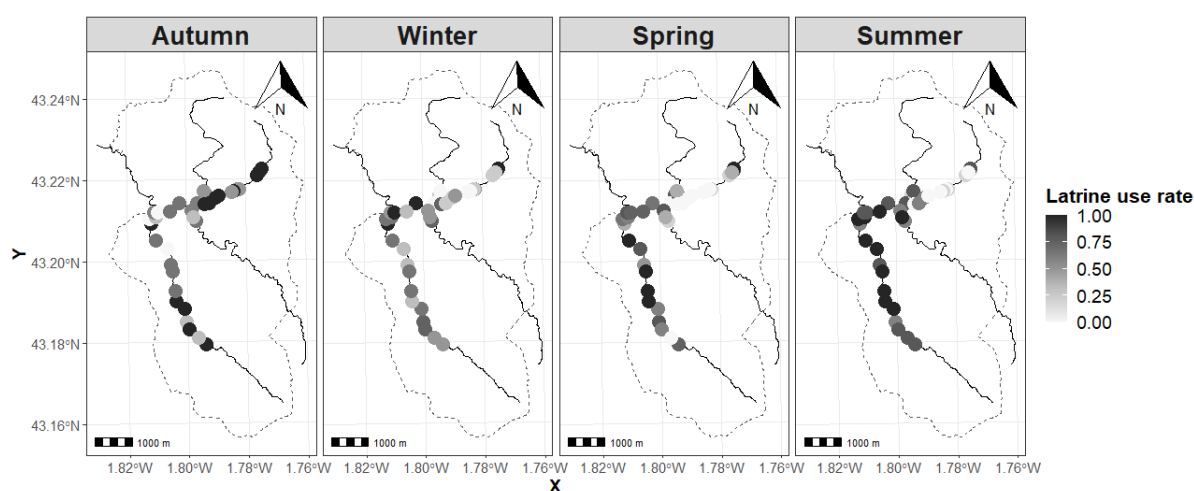 Autumn Winter Spring Summer
N N N N
43.24°N
43.22°N
43.20°N
43.18°N
43.16°N
Y
1000 m 1000 m 1000 m 1000 m
1.82°W 1.80°W 1.78°W 1.76°W 1.82°W 1.80°W 1.78°W 1.76°W 1.82°W 1.80°W 1.78°W 1.76°W 1.82°W 1.80°W 1.78°W 1.76°W
X
Latrine use rate
1.00
0.75
0.50
0.25
0.00